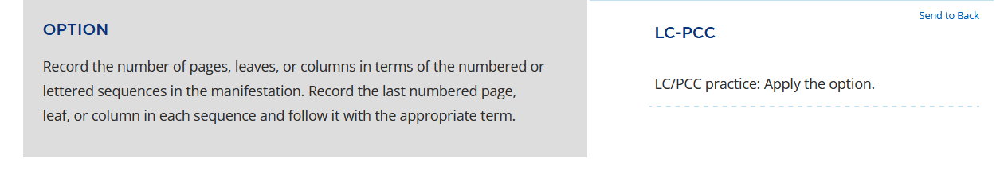 OPTION
Record the number of pages, leaves, or columns in terms of the numbered or
lettered sequences in the manifestation. Record the last numbered page,
leaf, or column in each sequence and follow it with the appropriate term.
Send to Back
LC-PCC
LC/PCC practice: Apply the option.